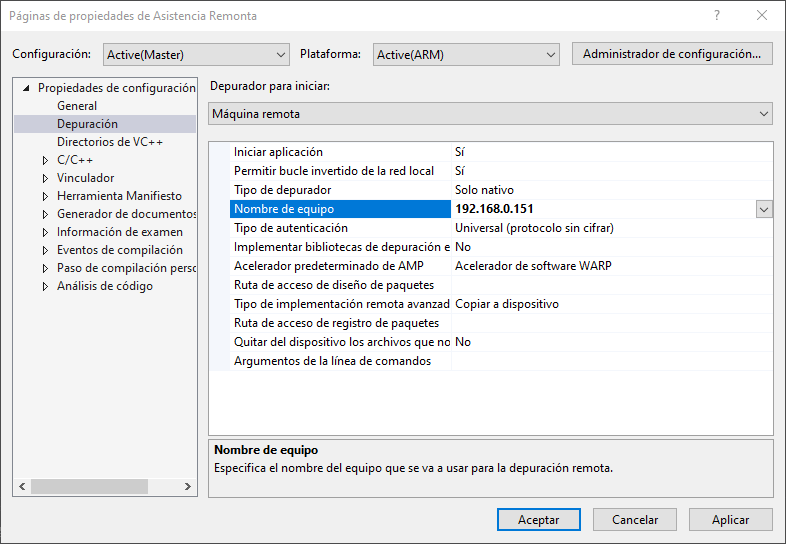 Páginas de propiedades de Asistencia Remonta
?
Configuración: Active(Master) Plataforma: Active(ARM) Administrador de configuración...
Propiedades de configuración
General
Depuración
Directorios de VC++
C/C++
Vinculador
Herramienta Manifiesto
Generador de documentos
Información de examen
Eventos de compilación
Paso de compilación perso
Análisis de código
Depurador para iniciar:
Máquina remota
Iniciar aplicación Sí
Permitir bucle invertido de la red local Sí
Tipo de depurador Solo nativo
Nombre de equipo 192.168.0.151
Tipo de autenticación Universal (protocolo sin cifrar)
Implementar bibliotecas de depuración e No
Acelerador predeterminado de AMP Acelerador de software WARP
Ruta de acceso de diseño de paquetes
Tipo de implementación remota avanzad Copiar a dispositivo
Ruta de acceso de registro de paquetes
Quitar del dispositivo los archivos que no No
Argumentos de la línea de comandos
Nombre de equipo
Especifica el nombre del equipo que se va a usar para la depuración remota.
Aceptar Cancelar Aplicar